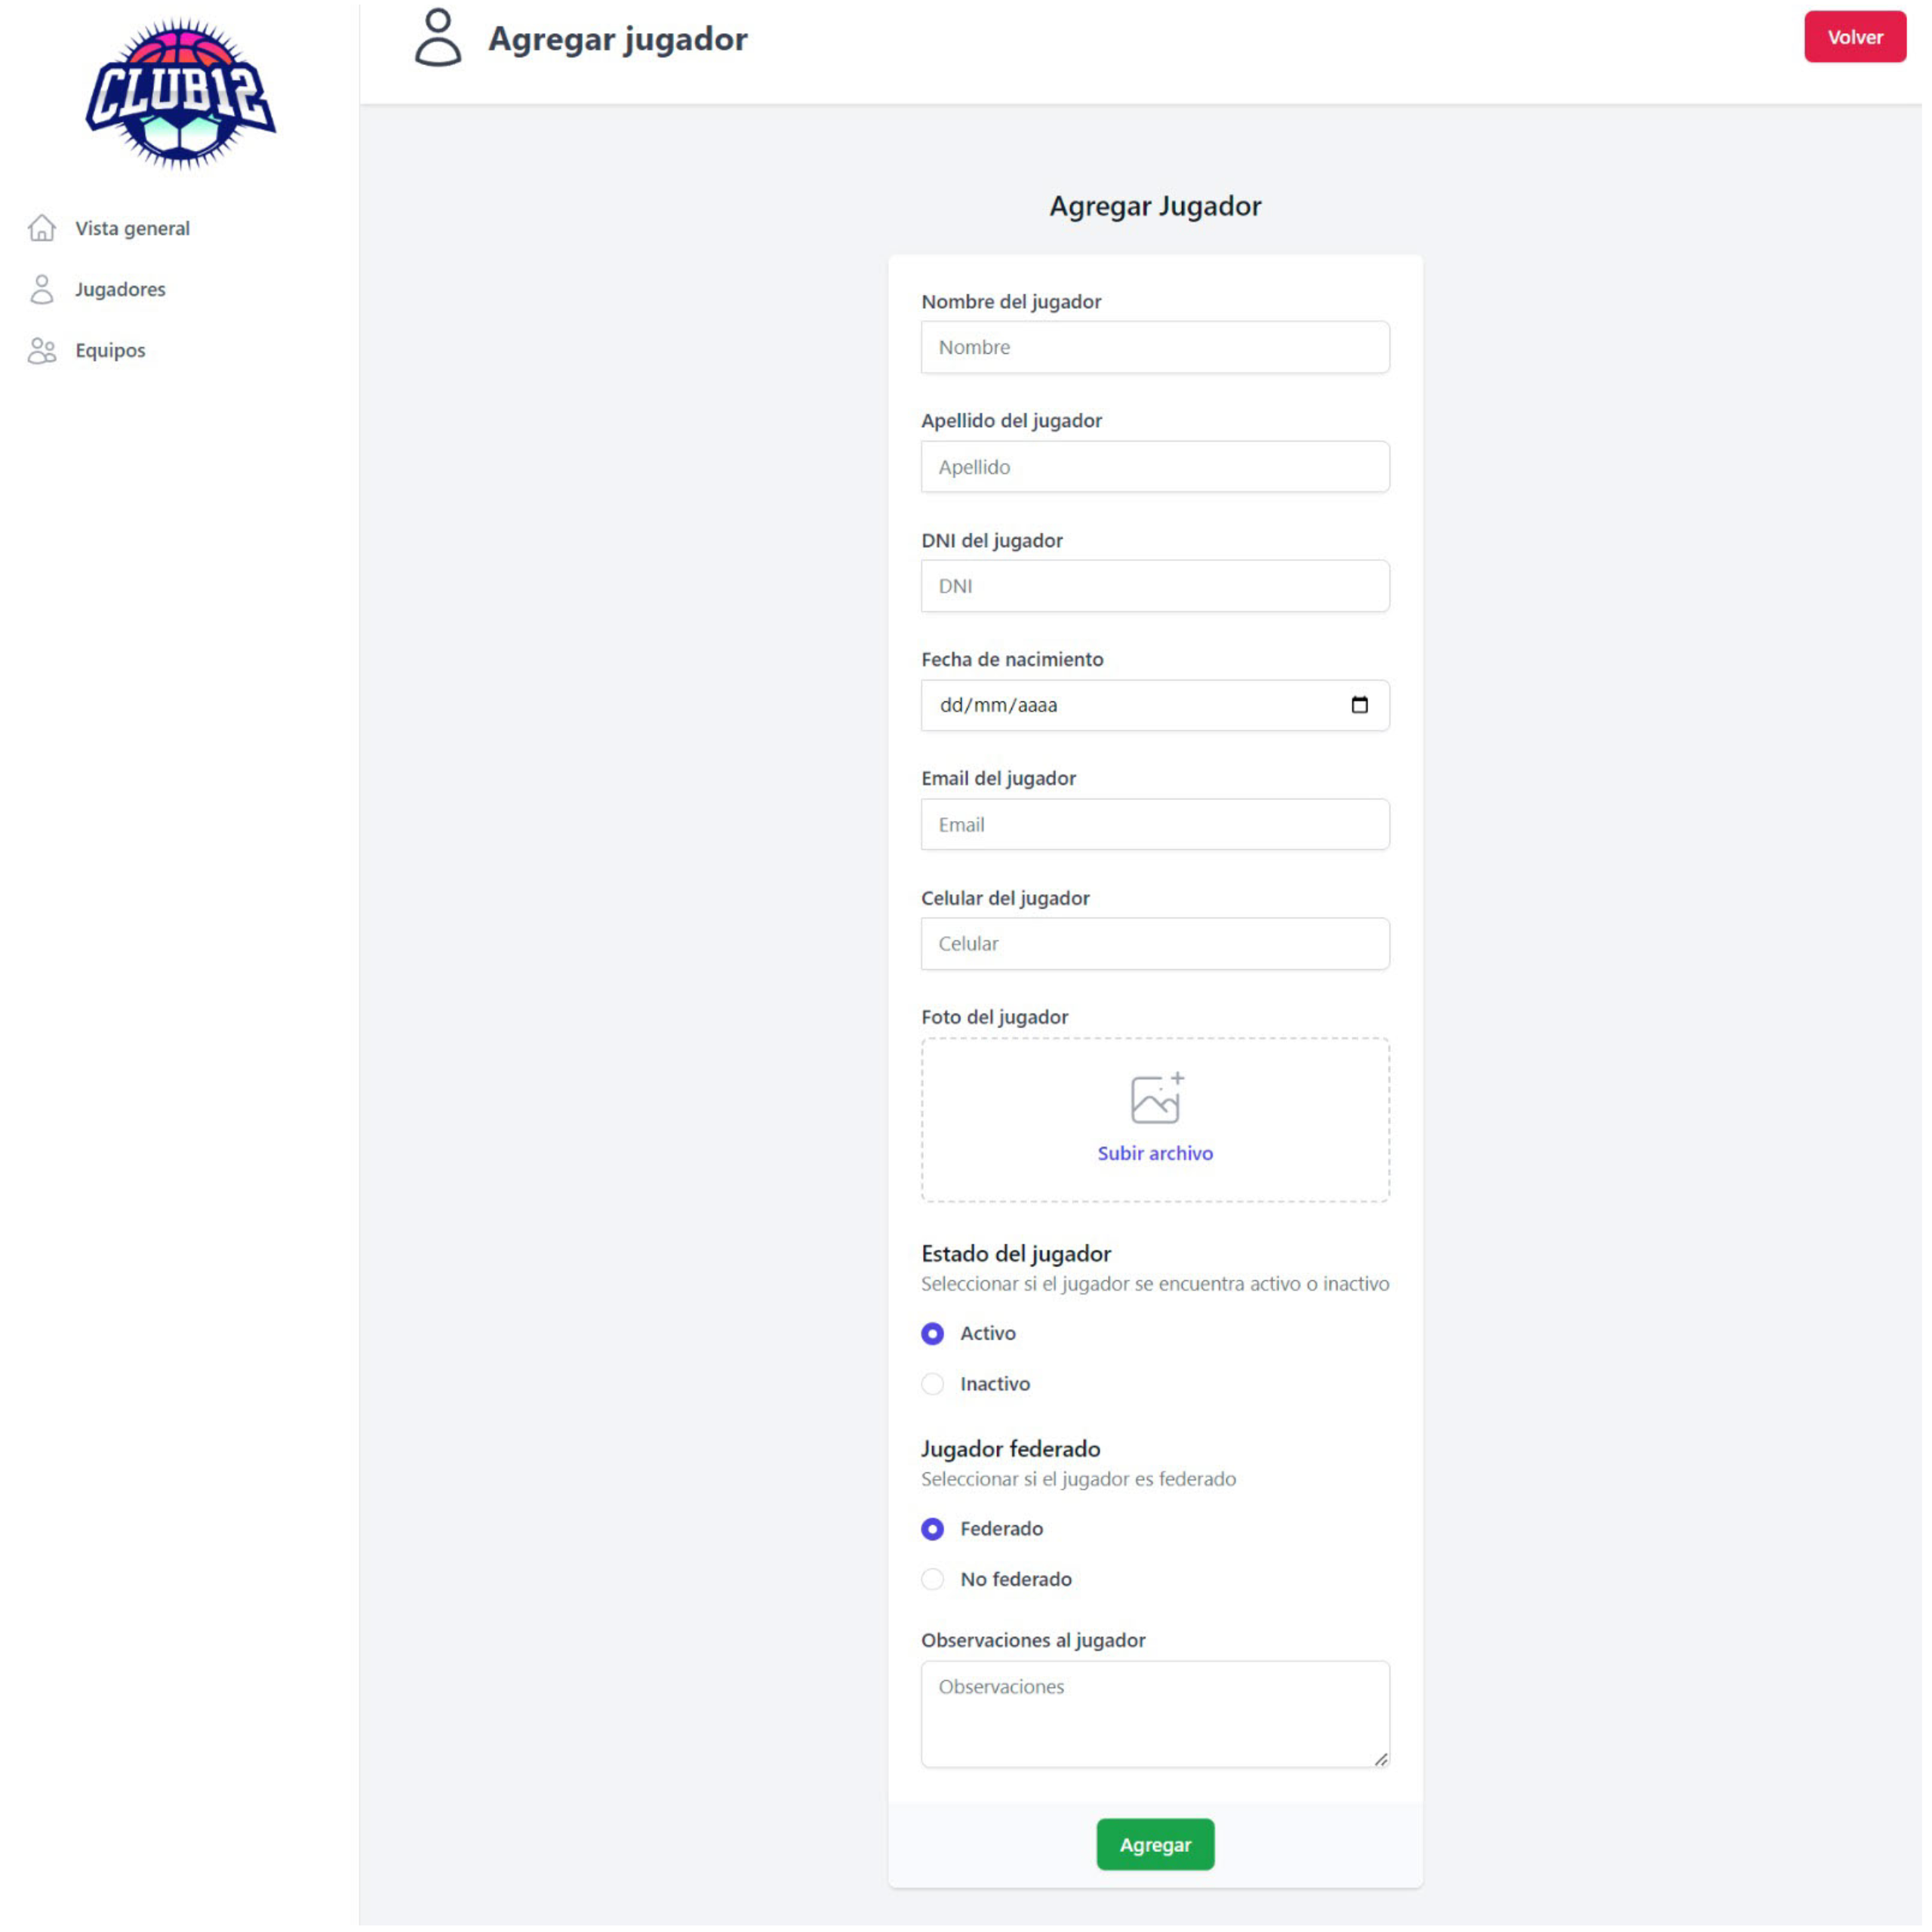 CLUB12
Agregar jugador
Volver
Vista general
Jugadores
Equipos
Agregar Jugador
Nombre del jugador
Nombre
Apellido del jugador
Apellido
DNI del jugador
DNI
Fecha de nacimiento
dd/mm/aaaa
Email del jugador
Email
Celular del jugador
Celular
Foto del jugador
Subir archivo
Estado del jugador
Seleccionar si el jugador se encuentra activo o inactivo
Activo
Inactivo
Jugador federado
Seleccionar si el jugador es federado
Federado
No federado
Observaciones al jugador
Observaciones
Agregar